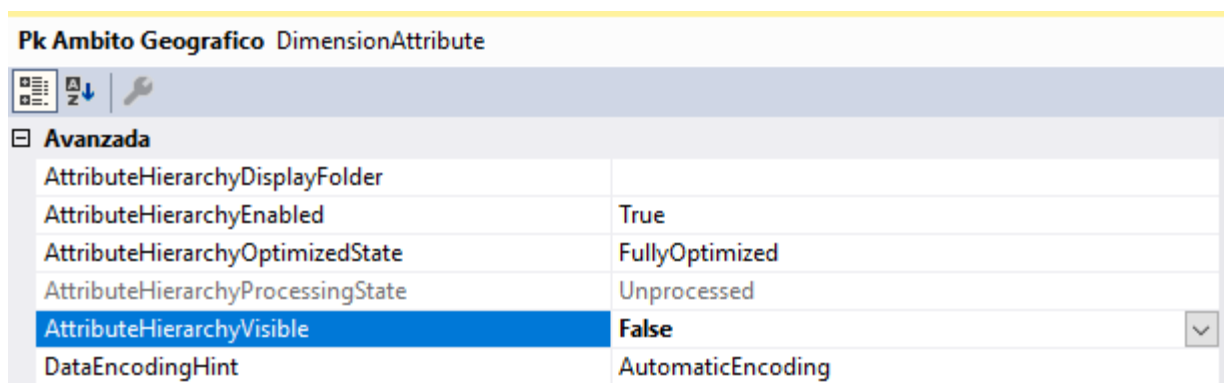 Pk Ambito Geografico DimensionAttribute
Avanzada
AttributeHierarchyDisplayFolder
AttributeHierarchyEnabled True
AttributeHierarchyOptimizedState FullyOptimized
AttributeHierarchyProcessingState Unprocessed
AttributeHierarchyVisible False
DataEncodingHint AutomaticEncoding